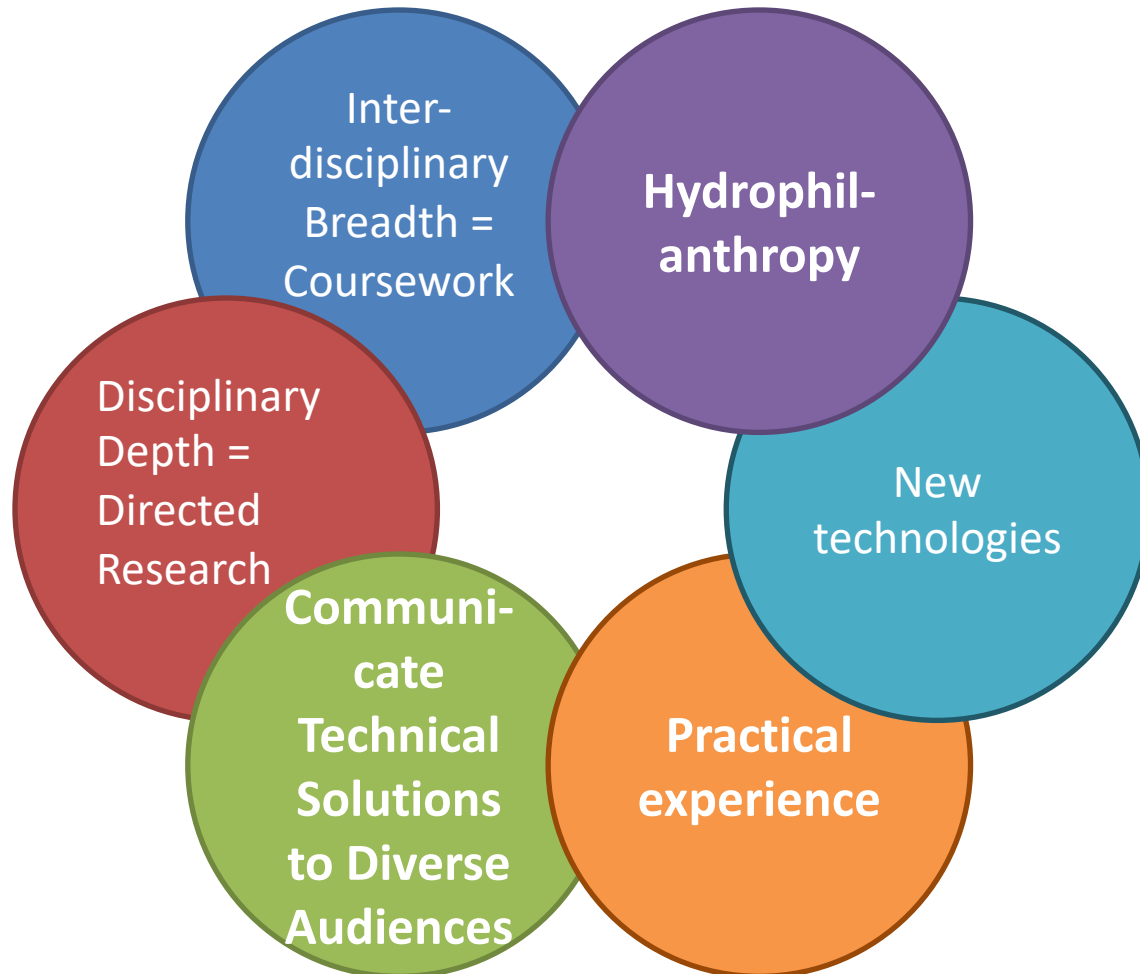 Inter-
disciplinary
Breadth =
Coursework
Hydrophil-
anthropy
Disciplinary
Depth =
Directed
Research
New
technologies
Communi-
cate
Technical
Solutions
to Diverse
Audiences
Practical
experience